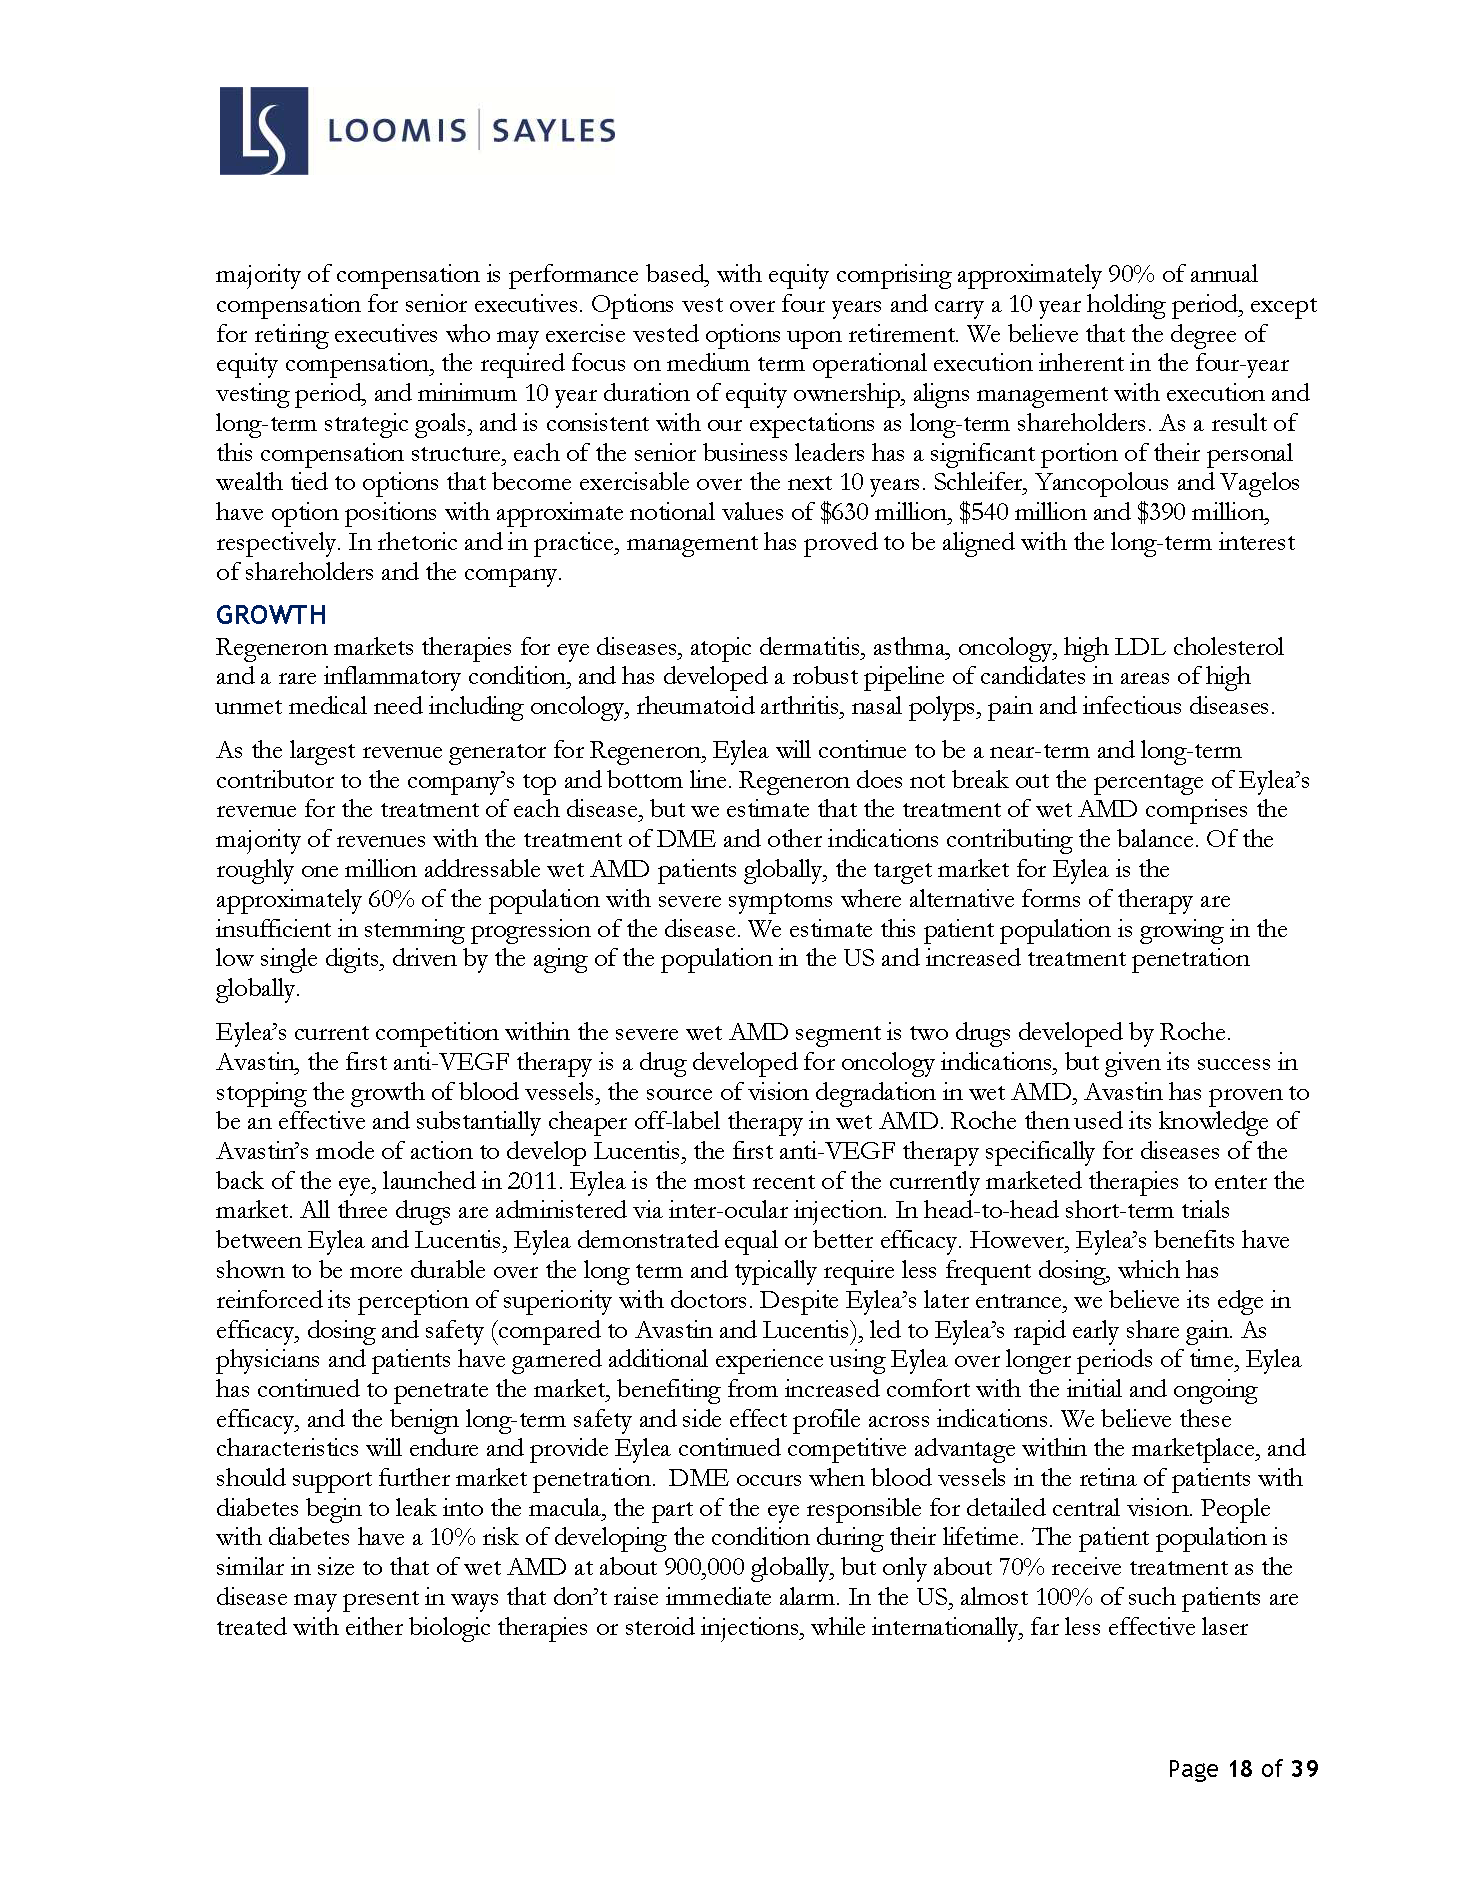 LS LOOMIS | SAYLES
majority of compensation is performance based, with equity comprising approximately 90% of annual
compensation for senior executives. Options vest over four years and carry a 10 year holding period, except
for retiring executives who may exercise vested options upon retirement. We believe that the degree of
equity compensation, the required focus on medium term operational execution inherent in the four-year
vesting period, and minimum 10 year duration of equity ownership, aligns management with execution and
long-term strategic goals, and is consistent with our expectations as long-term shareholders. As a result of
this compensation structure, each of the senior business leaders has a significant portion of their personal
wealth tied to options that become exercisable over the next 10 years. Schleifer, Yancopolous and Vagelos
have option positions with approximate notional values of $630 million, $540 million and $390 million,
respectively. In rhetoric and in practice, management has proved to be aligned with the long-term interest
of shareholders and the company.
GROWTH
Regeneron markets therapies for eye diseases, atopic dermatitis, asthma, oncology, high LDL cholesterol
and a rare inflammatory condition, and has developed a robust pipeline of candidates in areas of high
unmet medical need including oncology, rheumatoid arthritis, nasal polyps, pain and infectious diseases.
As the largest revenue generator for Regeneron, Eylea will continue to be a near-term and long-term
contributor to the company’s top and bottom line. Regeneron does not break out the percentage of Eylea’s
revenue for the treatment of each disease, but we estimate that the treatment of wet AMD comprises the
majority of revenues with the treatment of DME and other indications contributing the balance. Of the
roughly one million addressable wet AMD patients globally, the target market for Eylea is the
approximately 60% of the population with severe symptoms where alternative forms of therapy are
insufficient in stemming progression of the disease. We estimate this patient population is growing in the
low single digits, driven by the aging of the population in the US and increased treatment penetration
globally.
Eylea’s current competition within the severe wet AMD segment is two drugs developed by Roche.
Avastin, the first anti-VEGF therapy is a drug developed for oncology indications, but given its success in
stopping the growth of blood vessels, the source of vision degradation in wet AMD, Avastin has proven to
be an effective and substantially cheaper off-label therapy in wet AMD. Roche then used its knowledge of
Avastin’s mode of action to develop Lucentis, the first anti-VEGF therapy specifically for diseases of the
back of the eye, launched in 2011. Eylea is the most recent of the currently marketed therapies to enter the
market. All three drugs are administered via inter-ocular injection. In head-to-head short-term trials
between Eylea and Lucentis, Eylea demonstrated equal or better efficacy. However, Eylea’s benefits have
shown to be more durable over the long term and typically require less frequent dosing, which has
reinforced its perception of superiority with doctors. Despite Eylea’s later entrance, we believe its edge in
efficacy, dosing and safety (compared to Avastin and Lucentis), led to Eylea’s rapid early share gain. As
physicians and patients have garnered additional experience using Eylea over longer periods of time, Eylea
has continued to penetrate the market, benefiting from increased comfort with the initial and ongoing
efficacy, and the benign long-term safety and side effect profile across indications. We believe these
characteristics will endure and provide Eylea continued competitive advantage within the marketplace, and
should support further market penetration. DME occurs when blood vessels in the retina of patients with
diabetes begin to leak into the macula, the part of the eye responsible for detailed central vision. People
with diabetes have a 10% risk of developing the condition during their lifetime. The patient population is
similar in size to that of wet AMD at about 900,000 globally, but only about 70% receive treatment as the
disease may present in ways that don’t raise immediate alarm. In the US, almost 100% of such patients are
treated with either biologic therapies or steroid injections, while internationally, far less effective laser
Page 18 of 39